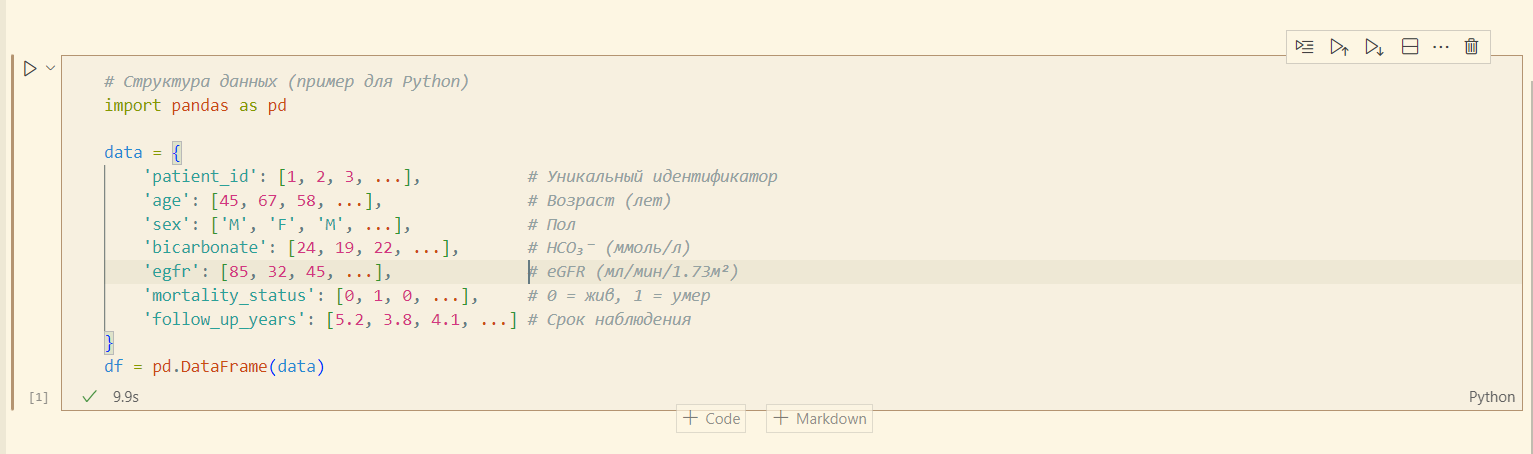 # Структура данных (пример для Python)
import pandas as pd
data = {
'patient_id': [1, 2, 3, ...], # Уникальный идентификатор
'age': [45, 67, 58, ...], # Возраст (лет)
'sex': ['M', 'F', 'M', ...], # Пол
'bicarbonate': [24, 19, 22, ...], # HCO₃⁻ (ммоль/л)
'egfr': [85, 32, 45, ...], # eGFR (мл/мин/1.73м²)
'mortality_status': [0, 1, 0, ...], # 0 = жив, 1 = умер
'follow_up_years': [5.2, 3.8, 4.1, ...] # Срок наблюдения
}
df = pd.DataFrame(data)
[1] 9.9s Python
+ Code + Markdown